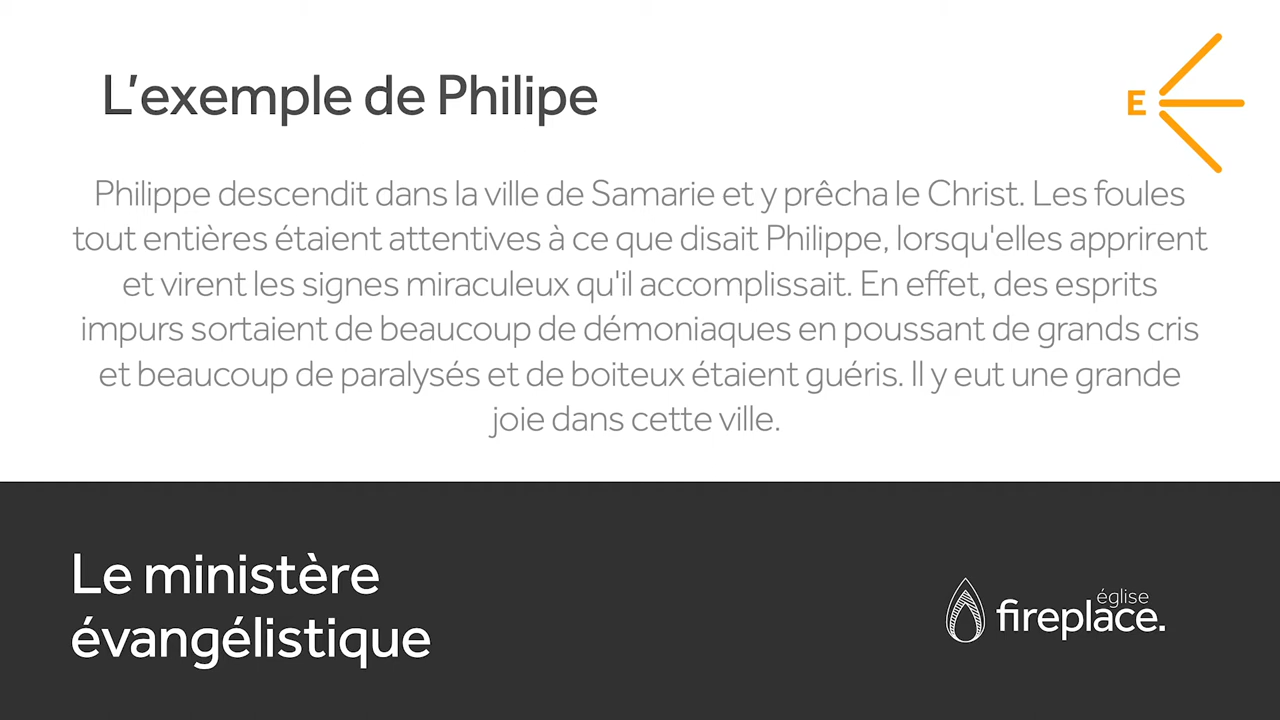 L'exemple de Philipe
E
Philippe descendit dans la ville de Samarie et y prêcha le Christ. Les foules
tout entières étaient attentives à ce que disait Philippe, lorsqu'elles apprirent
et virent les signes miraculeux qu'il accomplissait. En effet, des esprits
impurs sortaient de beaucoup de démoniaques en poussant de grands cris
et beaucoup de paralysés et de boiteux étaient guéris. Il y eut une grande
joie dans cette ville.
Le ministère
évangélistique
église
fireplace.